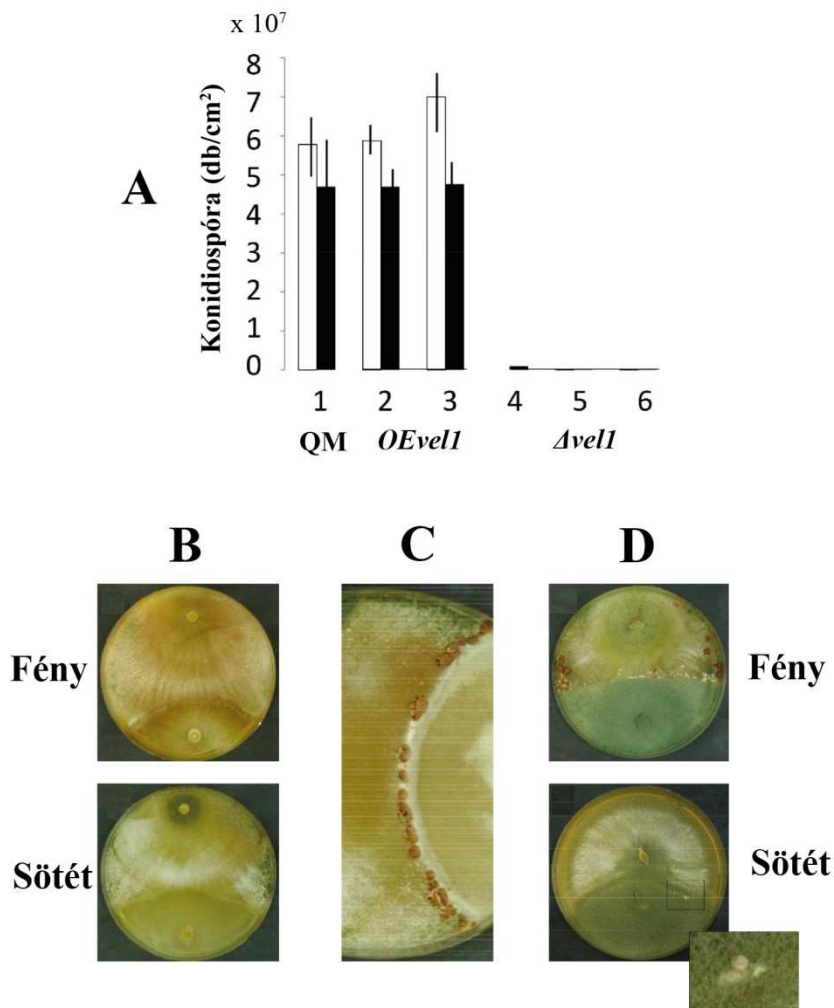 x 10⁷
A
Konidiospóra (db/cm²)
8
7
6
5
4
3
2
1
0
1 2 3 4 5 6
QM OEvel1 Δvel1
B C D
Fény Fény
Sötét Sötét